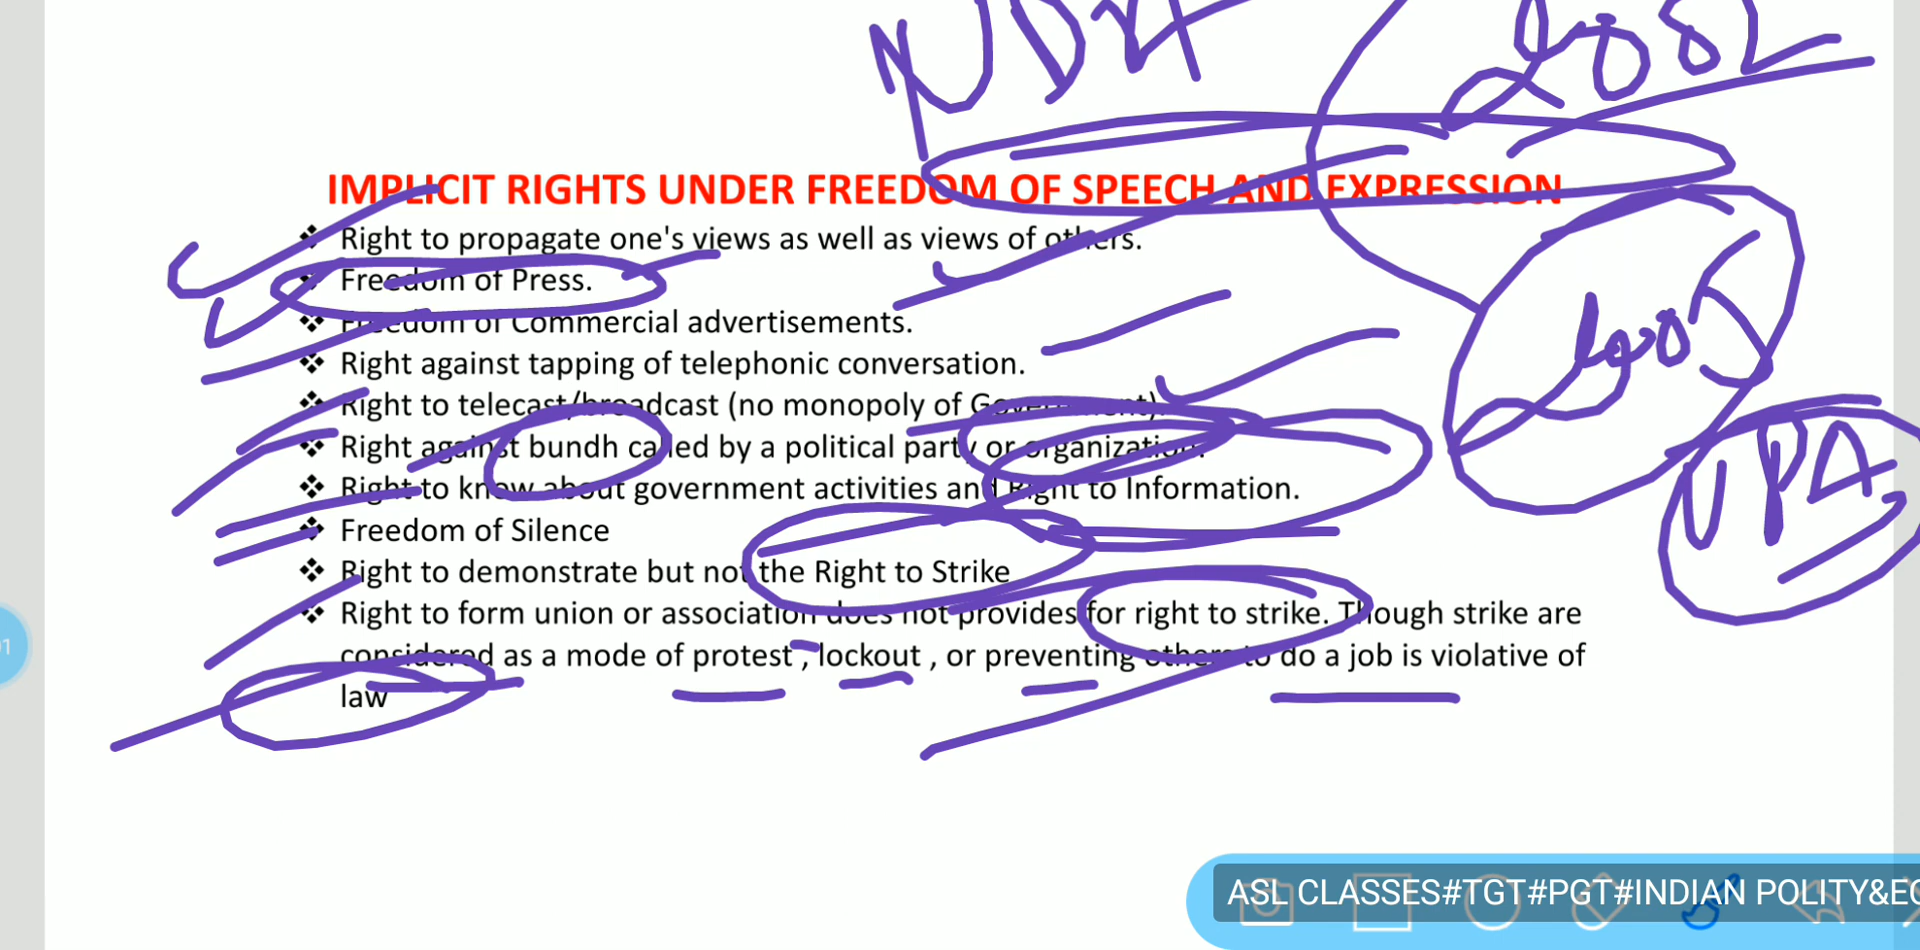 IMPLICIT RIGHTS UNDER FREEDOM OF SPEECH AND EXPRESSION
❖ Right to propagate one's views as well as views of others.
❖ Freedom of Press.
❖ Freedom of Commercial advertisements.
❖ Right against tapping of telephonic conversation.
❖ Right to telecast/broadcast (no monopoly of Government).
❖ Right against bundh called by a political party or organization.
❖ Right to know about government activities and Right to Information.
❖ Freedom of Silence
❖ Right to demonstrate but not the Right to Strike
❖ Right to form union or association does not provides for right to strike. Though strike are
considered as a mode of protest , lockout , or preventing others to do a job is violative of
law
2005
UPA
ASL CLASSES#TGT#PGT#INDIAN POLITY&EC